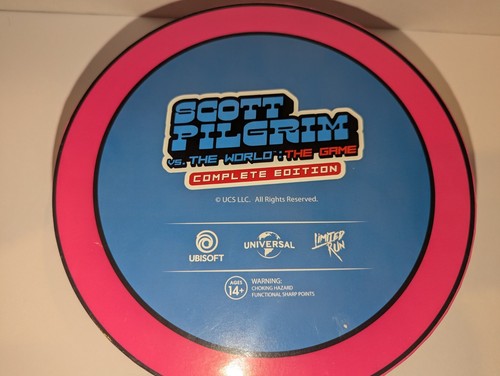 SCOTT
PILGRIM
VS. THE WORLD™: THE GAME
COMPLETE EDITION
© UCS LLC. All Rights Reserved.
UBISOFT
UNIVERSAL
LIMITED
RUN
AGES
14+
WARNING:
CHOKING HAZARD
FUNCTIONAL SHARP POINTS